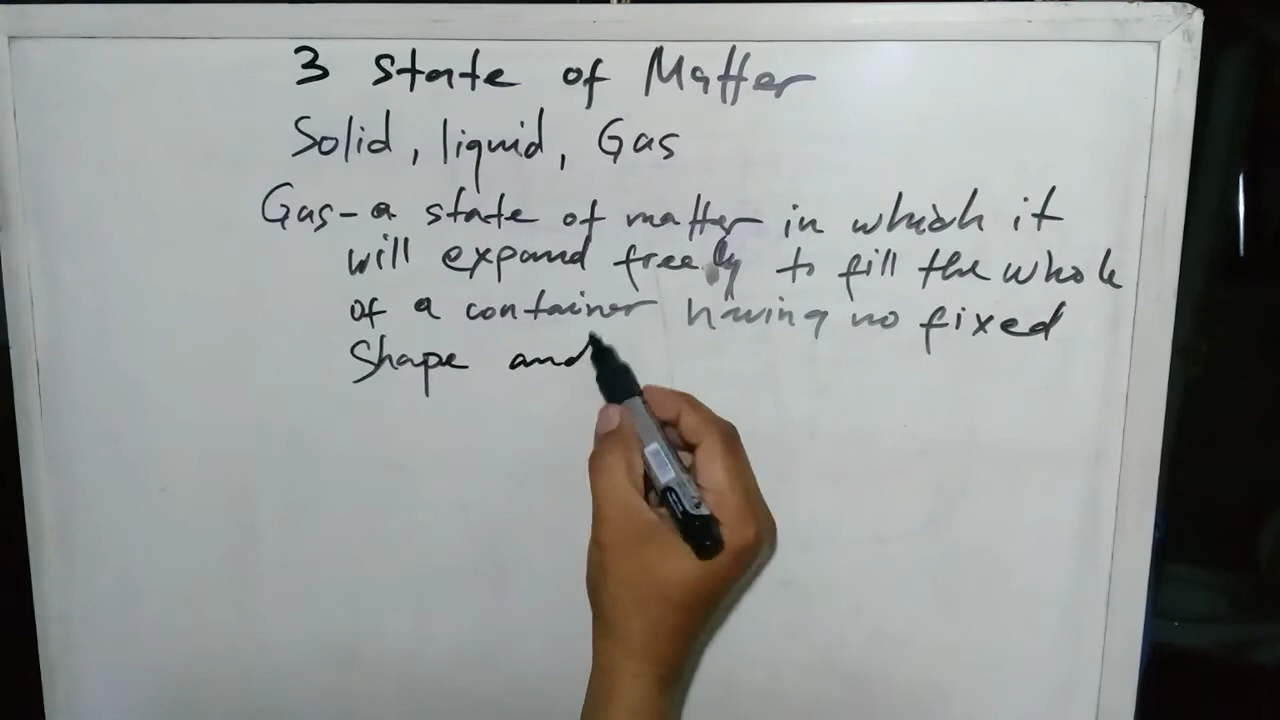 3 state of Matter
Solid, liquid, Gas
Gas - a state of matter in which it
will expand freely to fill the whole
of a container having no fixed
shape and